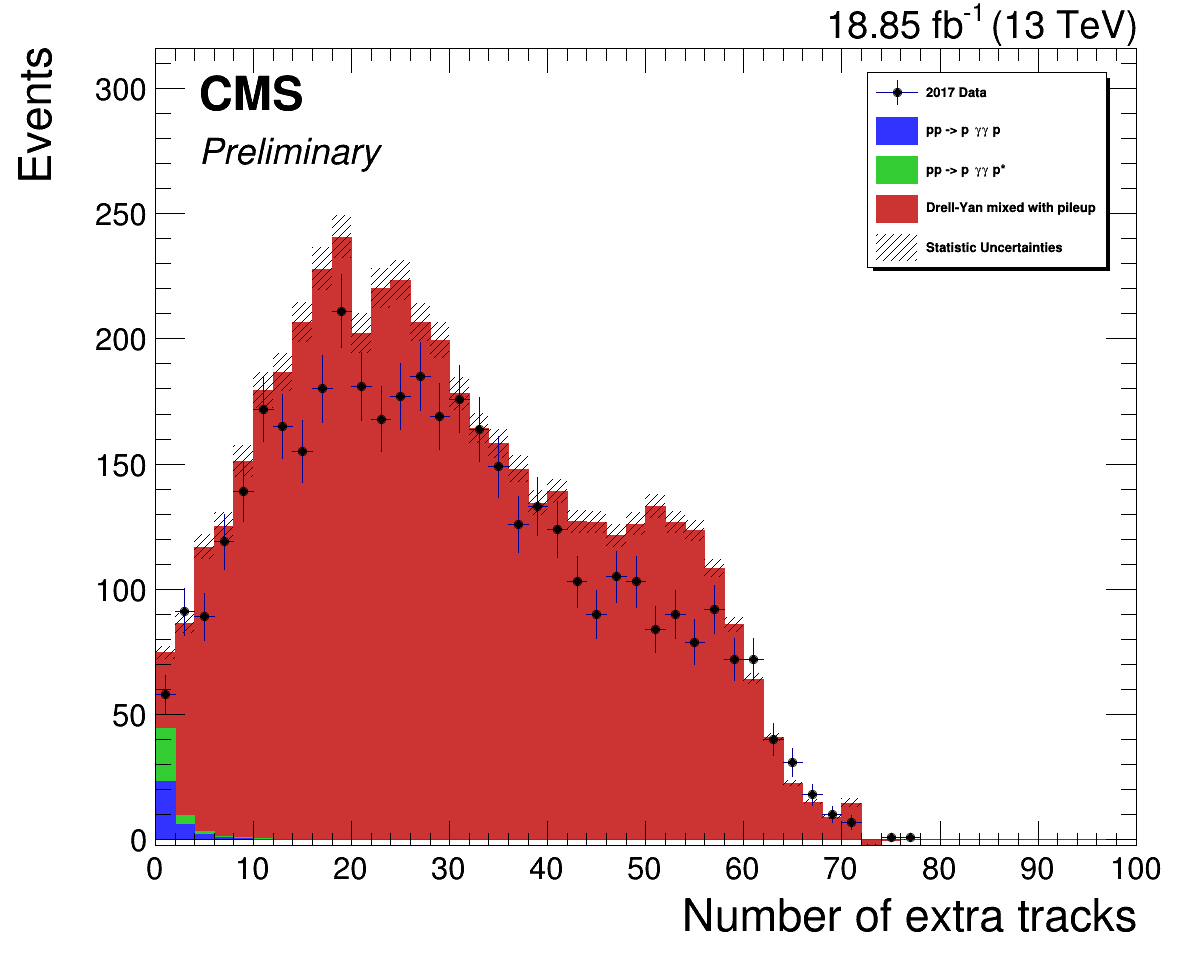 18.85 fb⁻¹ (13 TeV)
Events
CMS
Preliminary
2017 Data
pp -> p γγ p
pp -> p γγ p*
Drell-Yan mixed with pileup
Statistic Uncertainties
300
250
200
150
100
50
0
0 10 20 30 40 50 60 70 80 90 100
Number of extra tracks